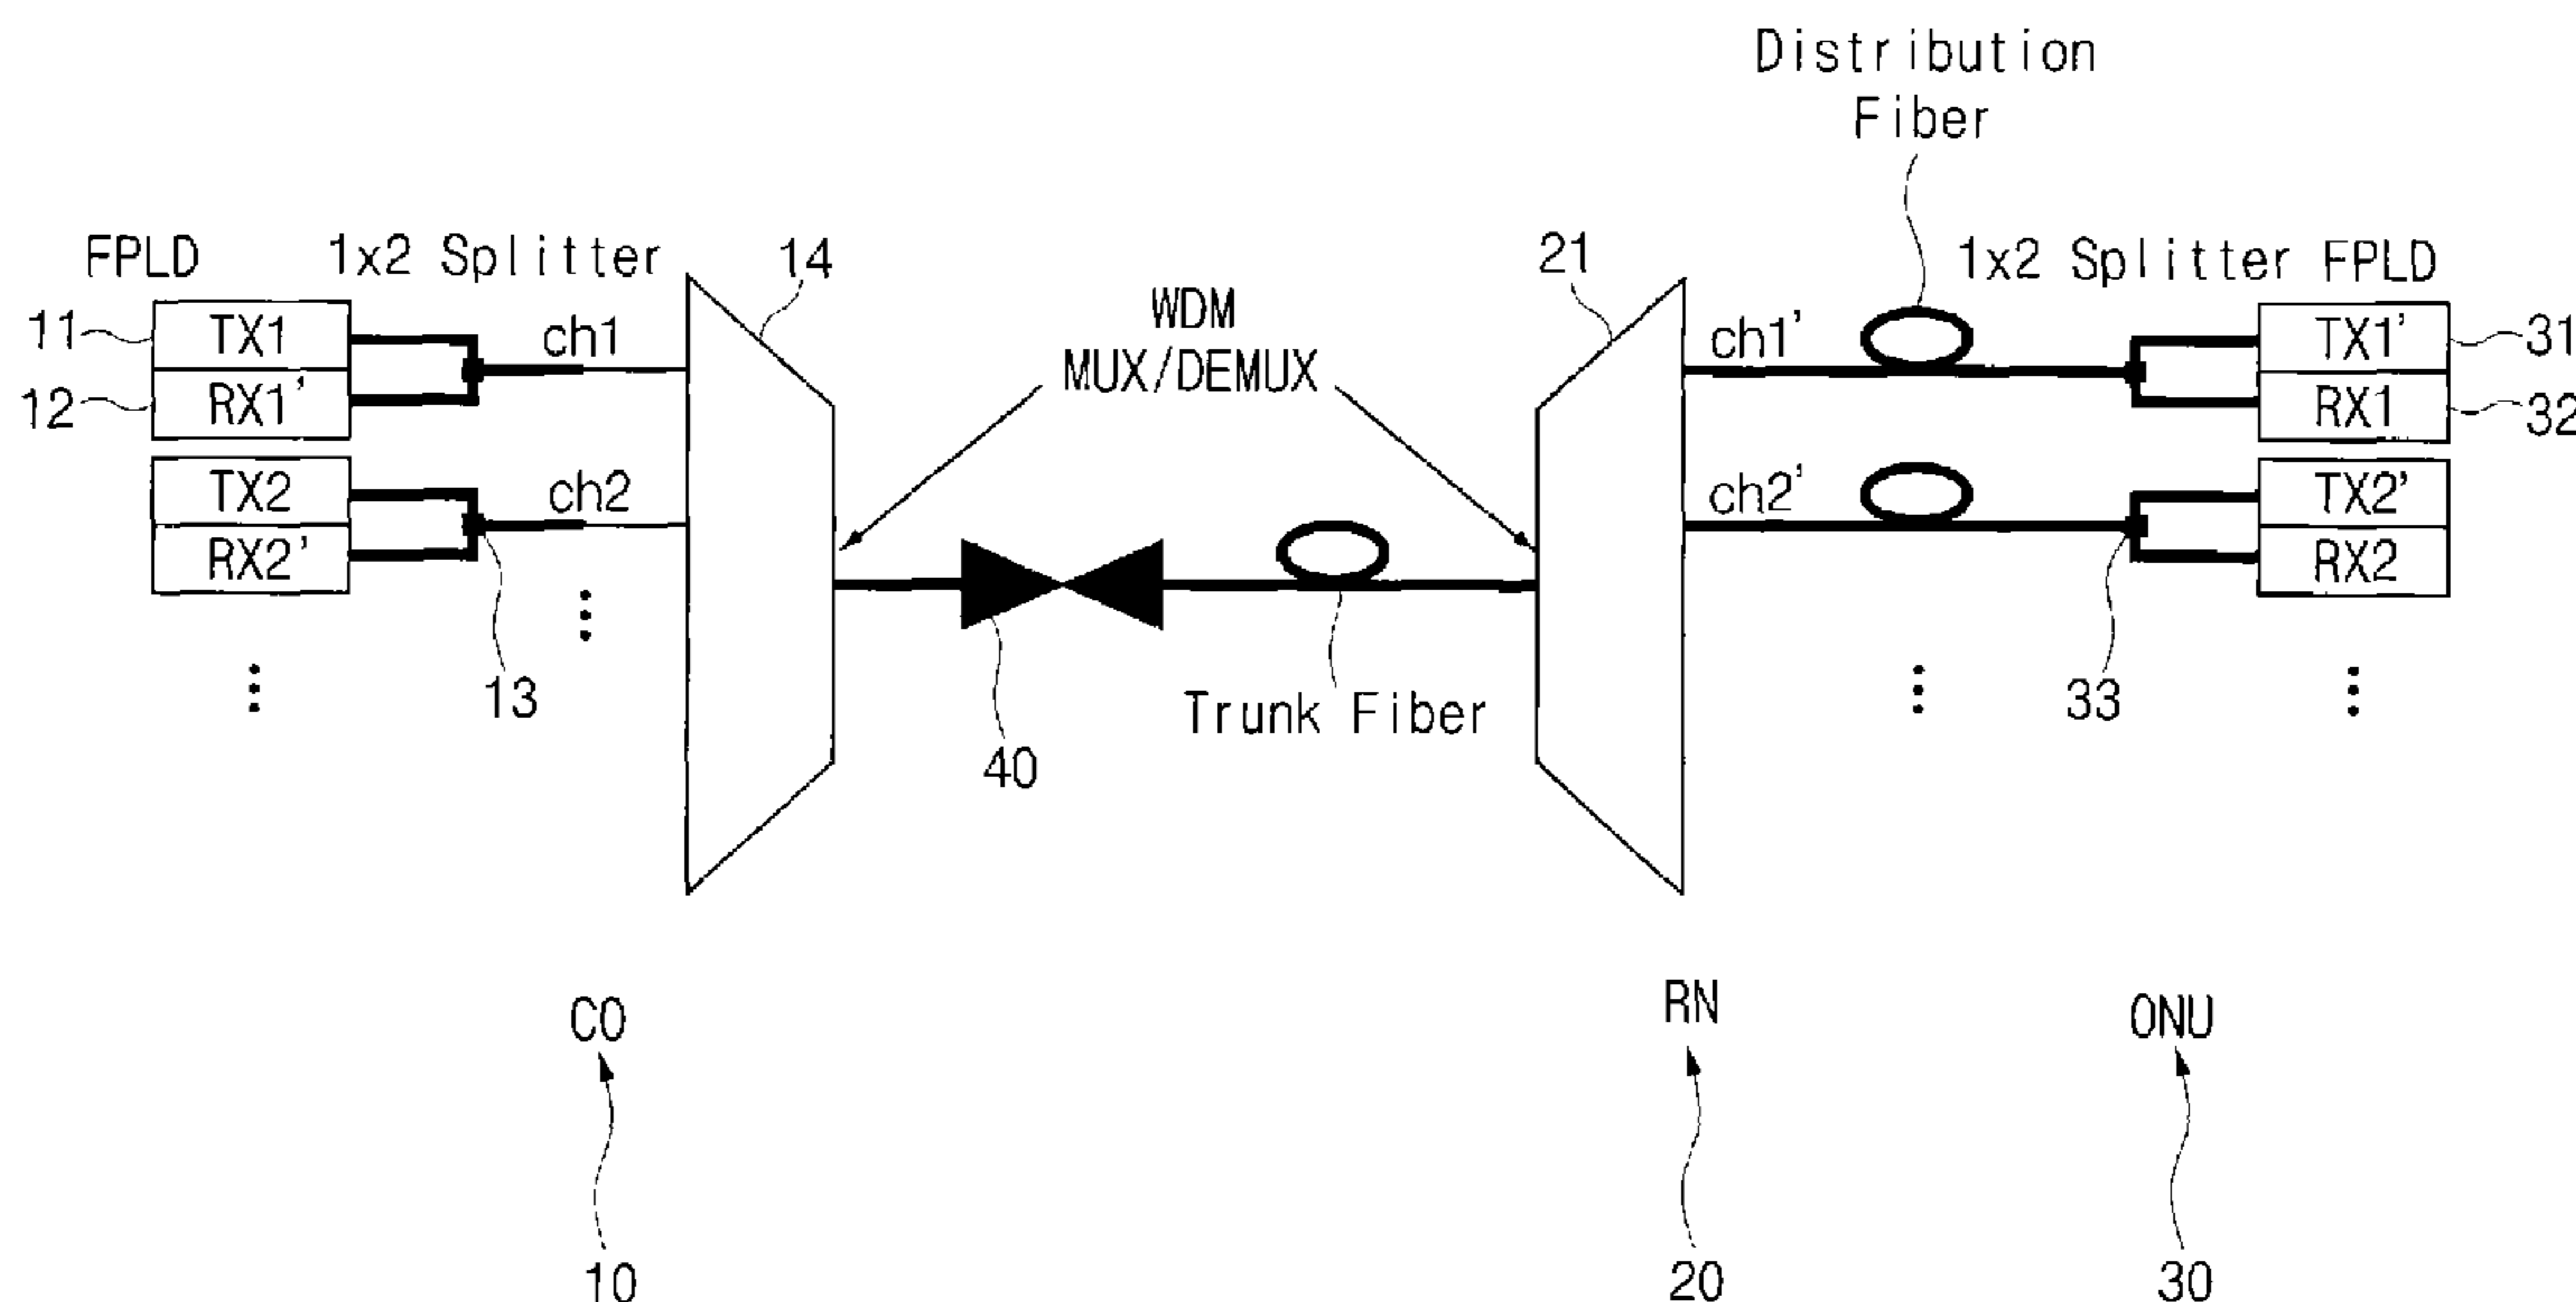 Distribution
Fiber
FPLD 1x2 Splitter
14
21
1x2 Splitter FPLD
WDM
MUX/DEMUX
11
TX1
ch1
ch1'
TX1'
31
12
RX1'
RX1
32
TX2
ch2
ch2'
TX2'
RX2'
RX2
13
40
Trunk Fiber
33
CO
RN
ONU
10
20
30